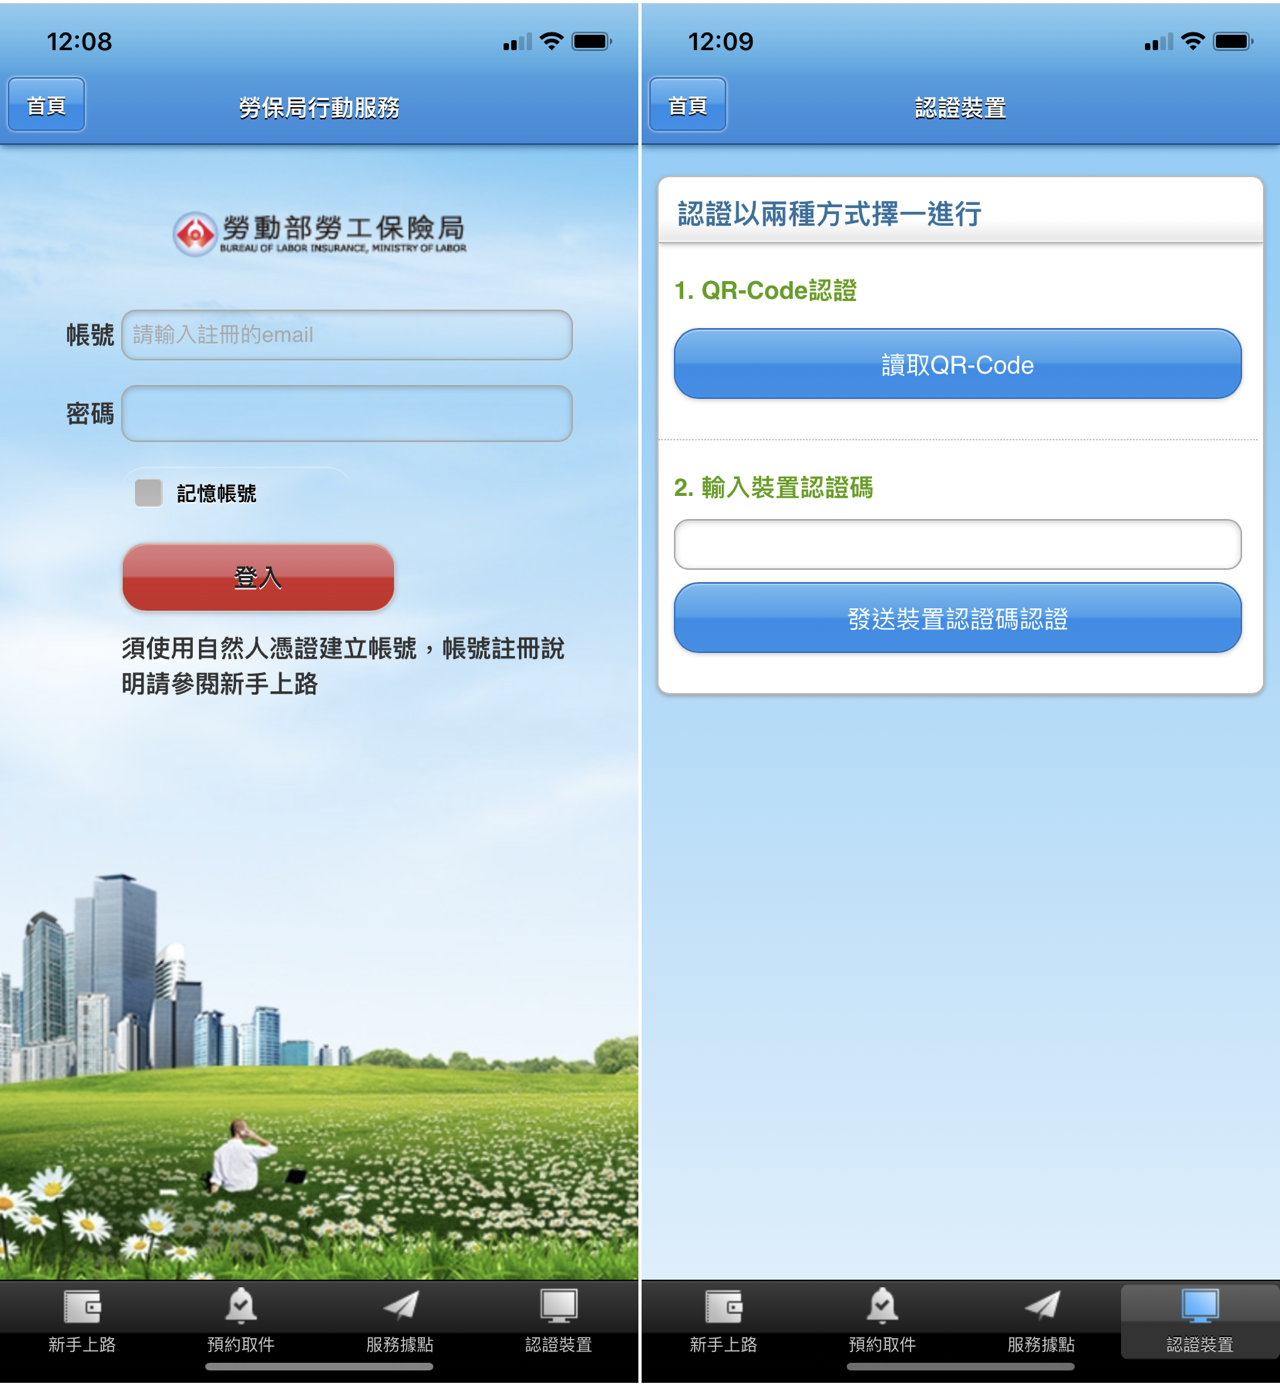 12:08
首頁
勞保局行動服務
勞動部勞工保險局
BUREAU OF LABOR INSURANCE, MINISTRY OF LABOR
帳號 請輸入註冊的email
密碼
記憶帳號
登入
須使用自然人憑證建立帳號，帳號註冊說
明請參閱新手上路
新手上路 預約取件 服務據點 認證裝置
12:09
首頁
認證裝置
認證以兩種方式擇一進行
1. QR-Code認證
讀取QR-Code
2. 輸入裝置認證碼
發送裝置認證碼認證
新手上路 預約取件 服務據點 認證裝置